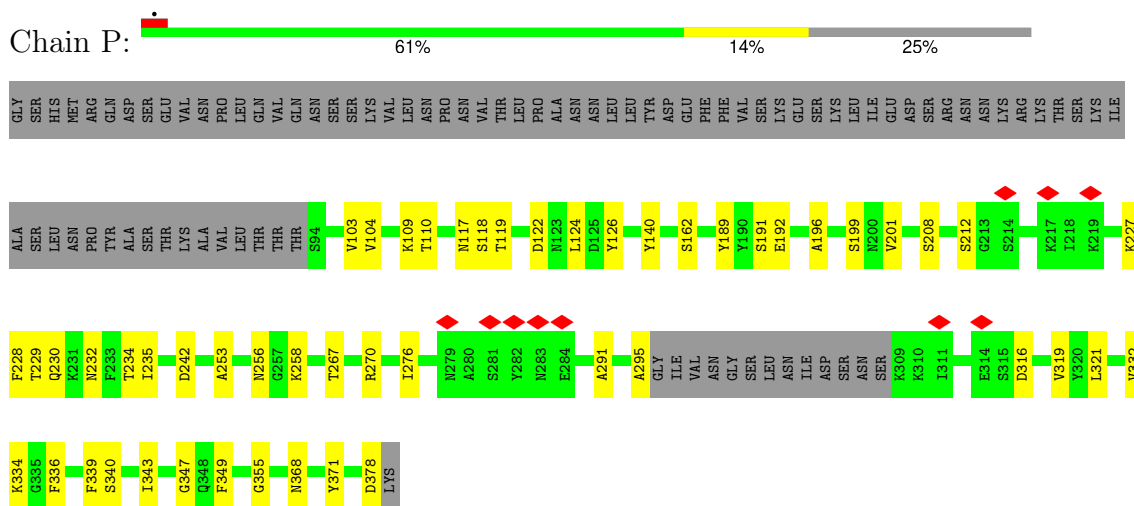 Chain P:
•
61% 14% 25%
GLY SER HIS MET ARG GLN ASP SER GLU VAL ASN PRO LEU GLN VAL GLN ASN SER SER LYS VAL LEU ASN PRO ASN VAL THR LEU PRO ALA ASN ASN LEU LEU TYR ASP GLU PHE PHE VAL SER LYS GLU SER LYS LEU ILE GLU ASP SER ARG ASN ASN LYS ARG LYS THR SER LYS ILE
ALA SER LEU ASN PRO TYR ALA SER THR LYS ALA VAL LEU THR THR THR S94 V103 V104 K109 T110 N117 S118 T119 D122 N123 L124 D125 Y126 Y140 S162 Y189 Y190 S191 E192 A196 S199 N200 V201 S208 S212 G213 S214 K217 I218 K219 K227
F228 T229 Q230 K231 N232 F233 T234 I235 D242 A253 N256 G257 K258 T267 R270 I276 N279 A280 S281 Y282 N283 E284 A291 A295 GLY ILE VAL ASN GLY SER LEU ASN ILE ASP SER ASN SER K309 K310 I311 E314 S315 D316 V319 Y320 L321 V332
K334 G335 F336 F339 S340 I343 G347 Q348 F349 G355 N368 Y371 D378 LYS